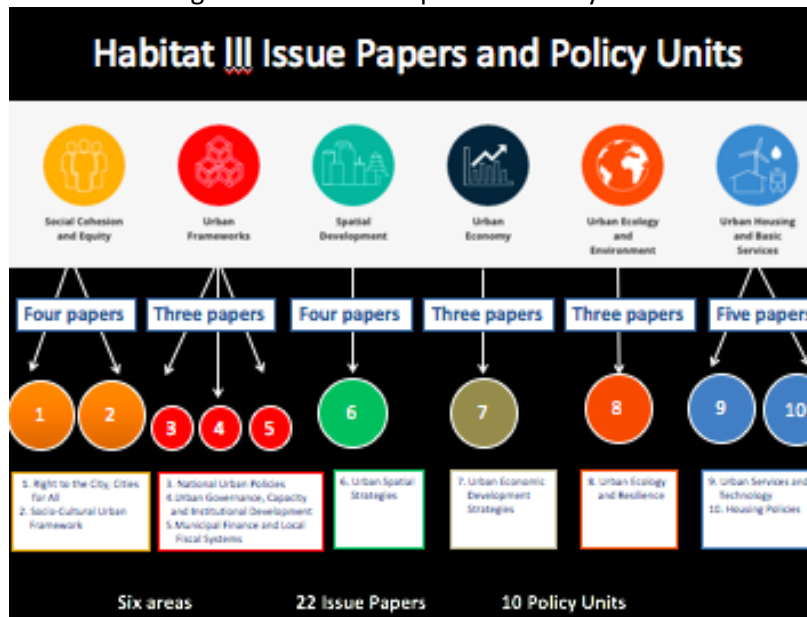 Habitat III Issue Papers and Policy Units
Social Cohesion
and Equity
Urban
Frameworks
Spatial
Development
Urban
Economy
Urban Ecology
and
Environment
Urban Housing
and Basic
Services
Four papers
Three papers
Four papers
Three papers
Three papers
Five papers
1
2
3
4
5
6
7
8
9
10
1. Right to the City, Cities
for All
2. Socio-Cultural Urban
Framework
3. National Urban Policies
4. Urban Governance, Capacity
and Institutional Development
5. Municipal Finance and Local
Fiscal Systems
6. Urban Spatial
Strategies
7. Urban Economic
Development
Strategies
8. Urban Ecology
and Resilience
9. Urban Services and
Technology
10. Housing Policies
Six areas
22 Issue Papers
10 Policy Units